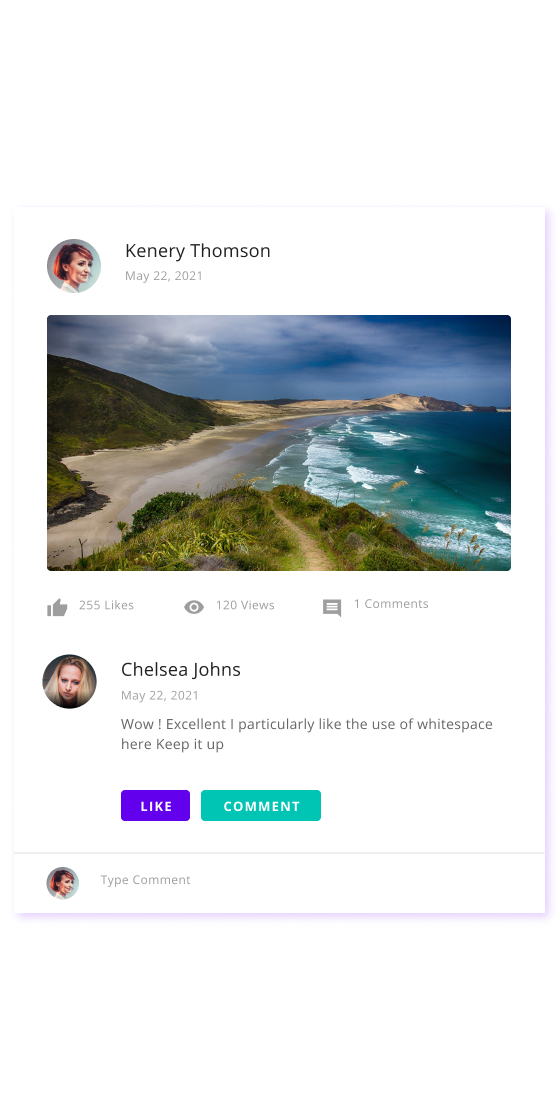 Kenery Thomson
May 22, 2021
255 Likes
120 Views
1 Comments
Chelsea Johns
May 22, 2021
Wow ! Excellent I particularly like the use of whitespace
here Keep it up
LIKE
COMMENT
Type Comment